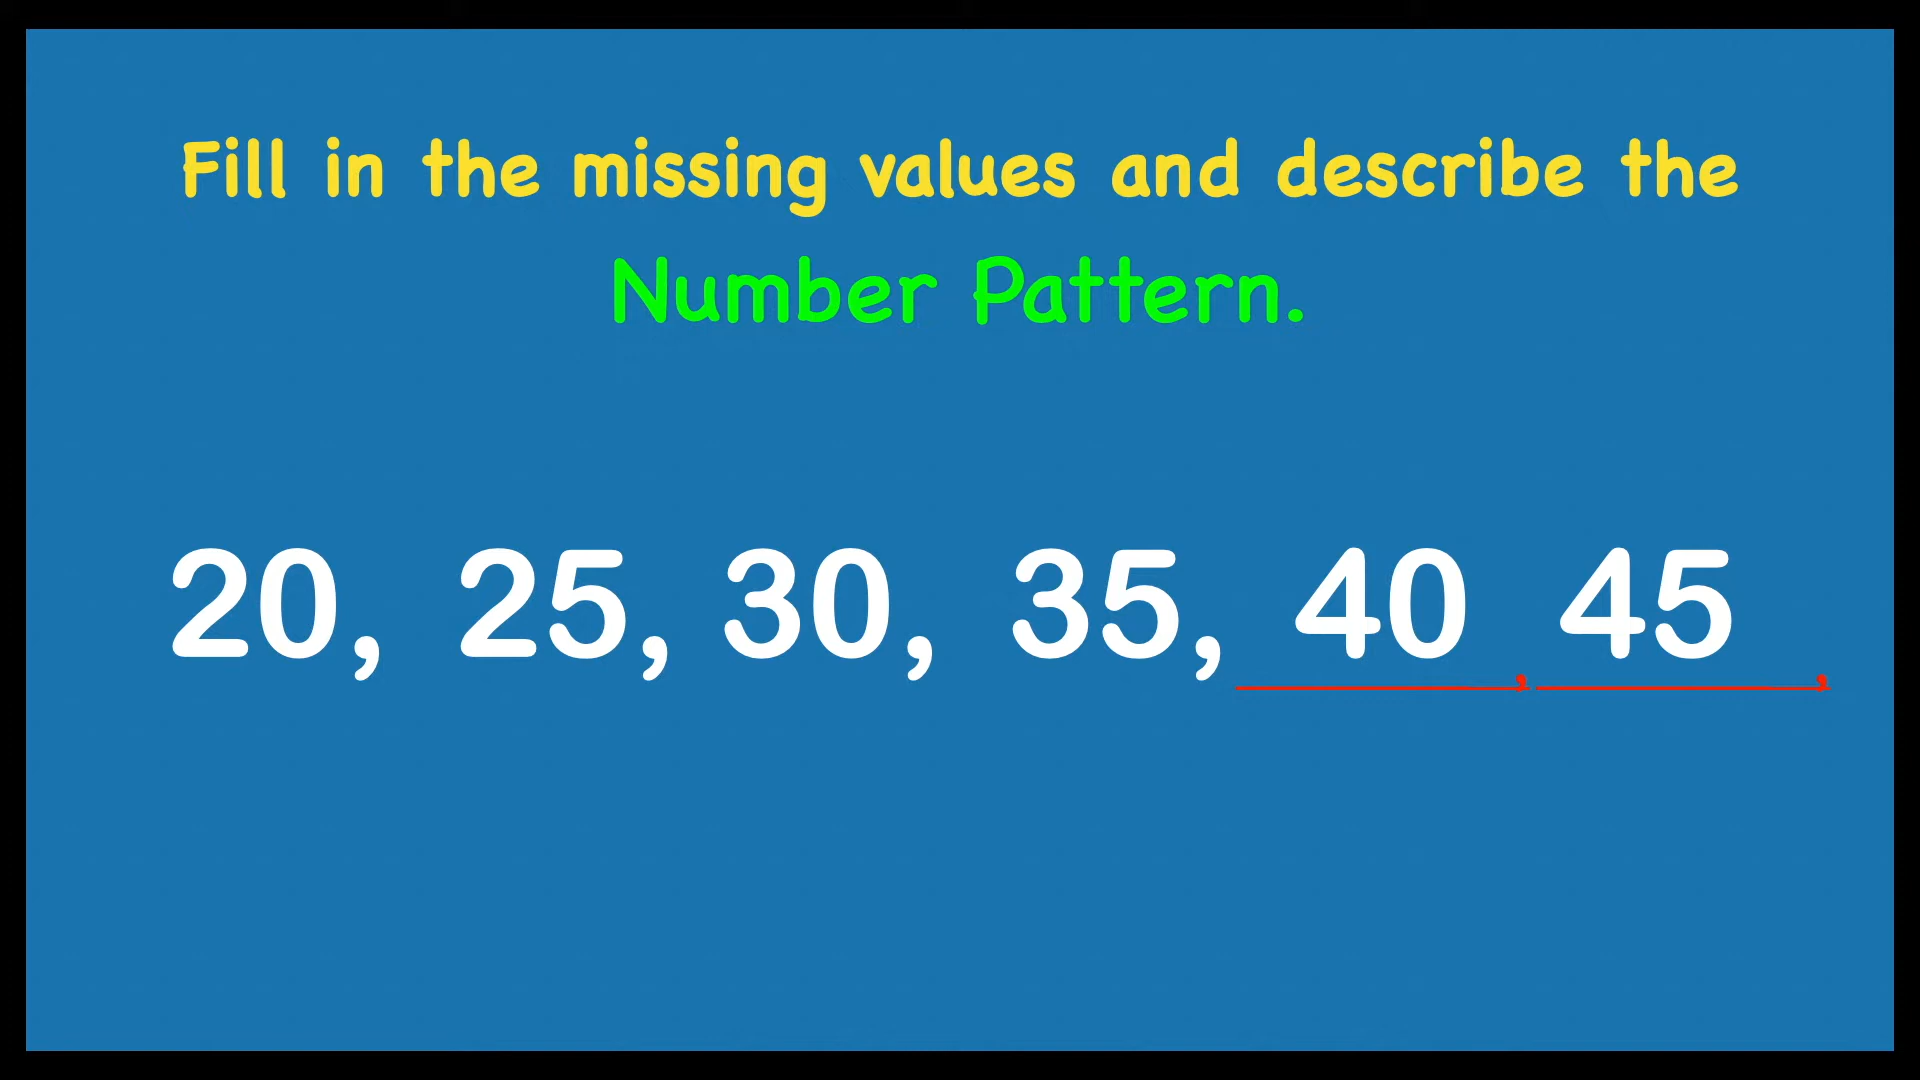 Fill in the missing values and describe the
Number Pattern.
20, 25, 30, 35, 40 , 45 ,